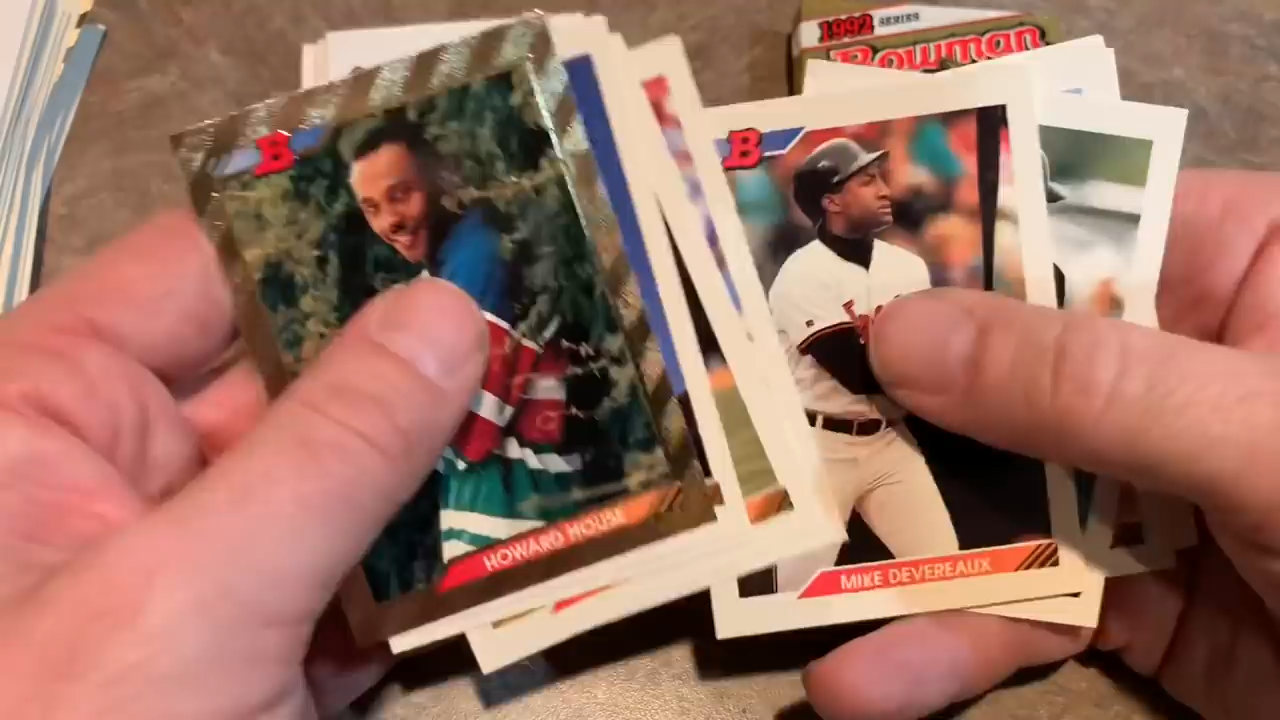 1992 SERIES
Bowman
B
B
HOWARD HOUSE
MIKE DEVEREAUX